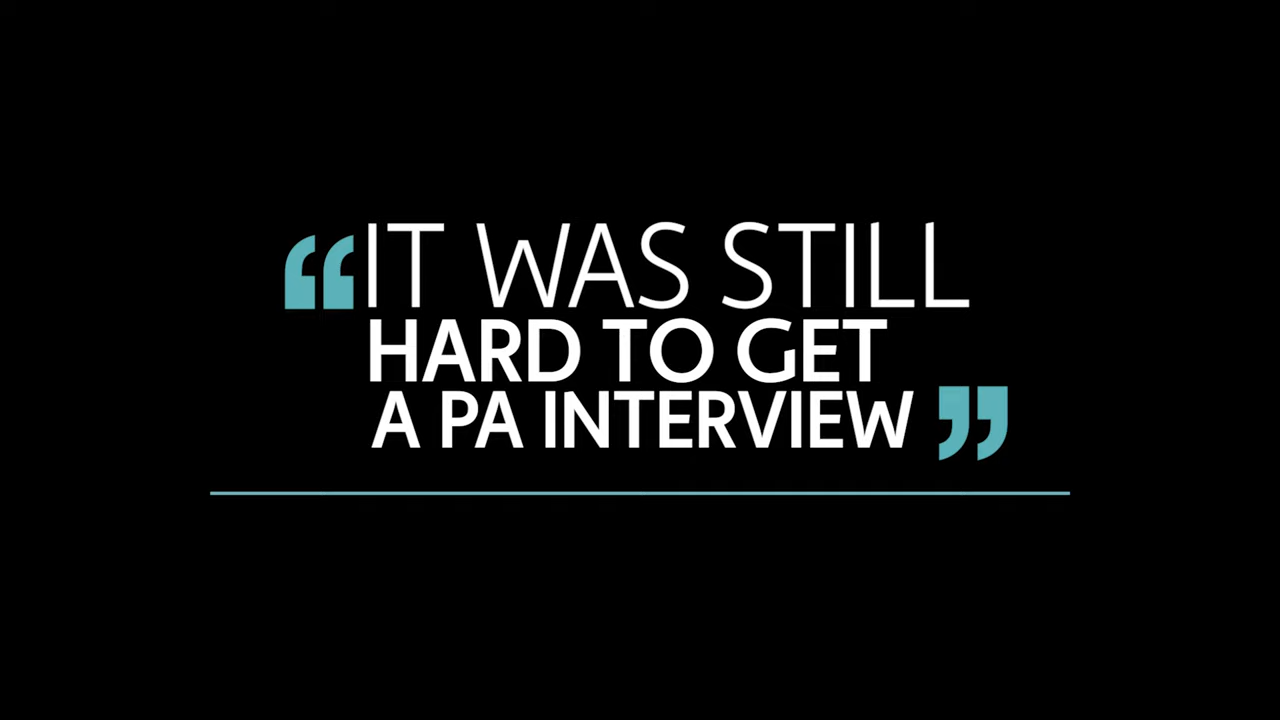 “IT WAS STILL
HARD TO GET
A PA INTERVIEW”